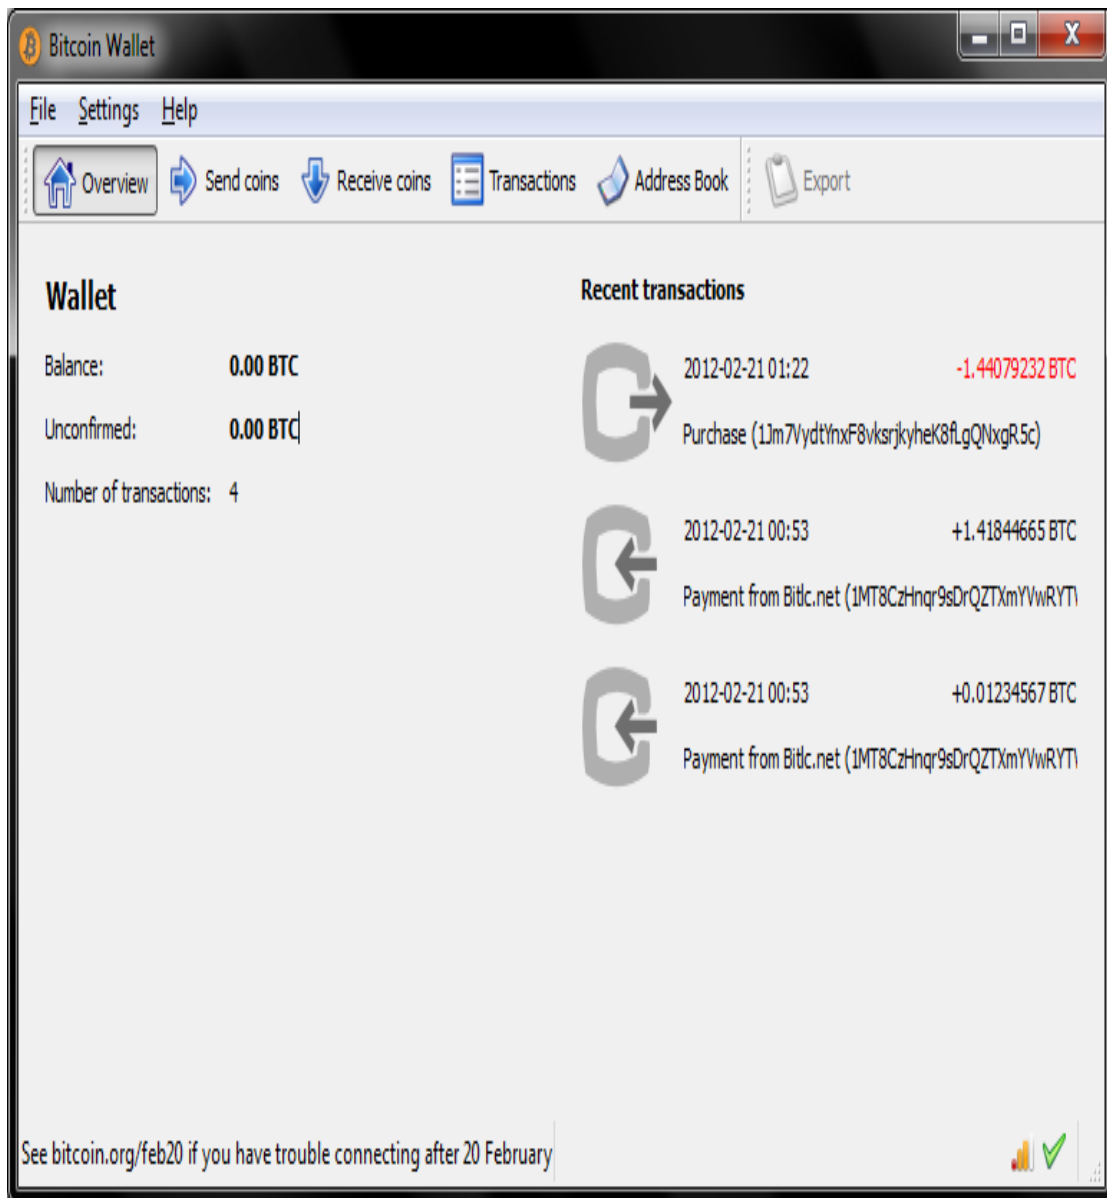 Bitcoin Wallet
File Settings Help
Overview Send coins Receive coins Transactions Address Book Export
Wallet
Balance: 0.00 BTC
Unconfirmed: 0.00 BTC
Number of transactions: 4
Recent transactions
2012-02-21 01:22 -1.44079232 BTC
Purchase (1Jm7VydtYnxF8vksrjkyheK8fLgQNxgR5c)
2012-02-21 00:53 +1.41844665 BTC
Payment from Bitlc.net (1MT8CzHnqr9sDrQZTXmYVwRYT
2012-02-21 00:53 +0.01234567 BTC
Payment from Bitlc.net (1MT8CzHnqr9sDrQZTXmYVwRYT
See bitcoin.org/feb20 if you have trouble connecting after 20 February